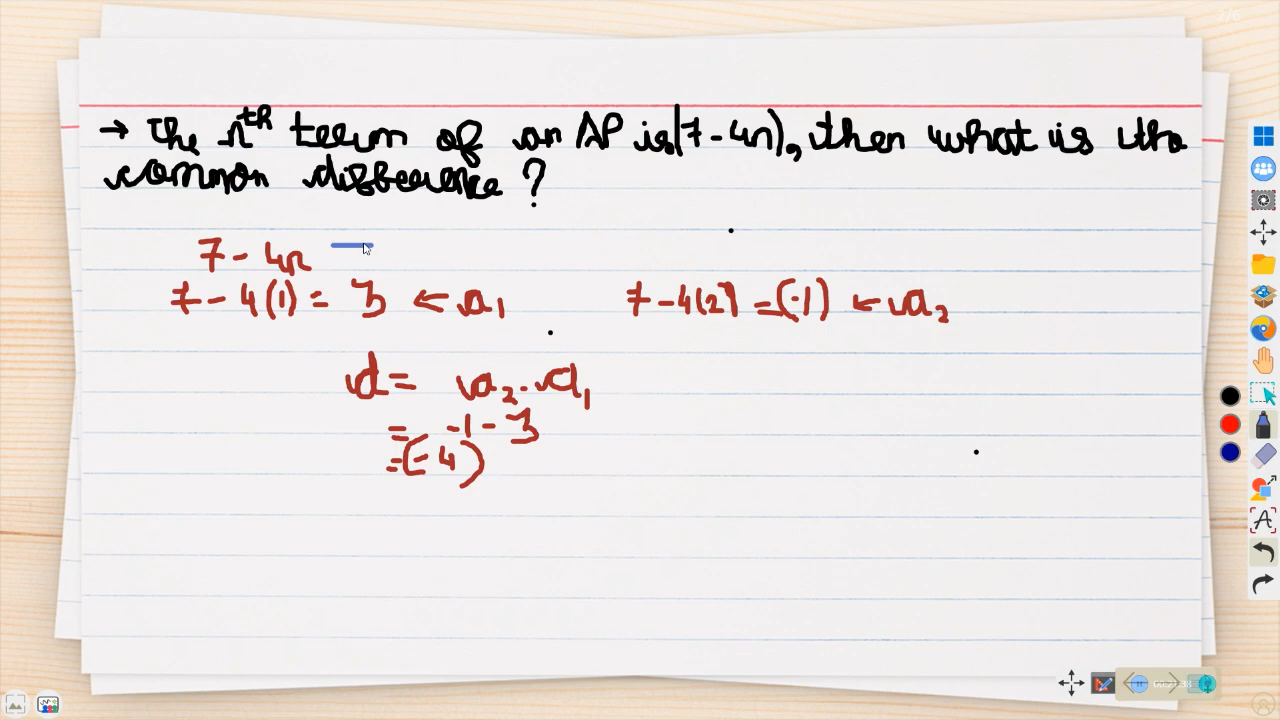 → The nth term of an AP is (7-4n), then what is the
common difference ?
7 - 4n
7 - 4(1) = 3 ← a1
7 - 4(2) = (-1) ← a2
d = a2 - a1
= -1 - 3
= (-4)